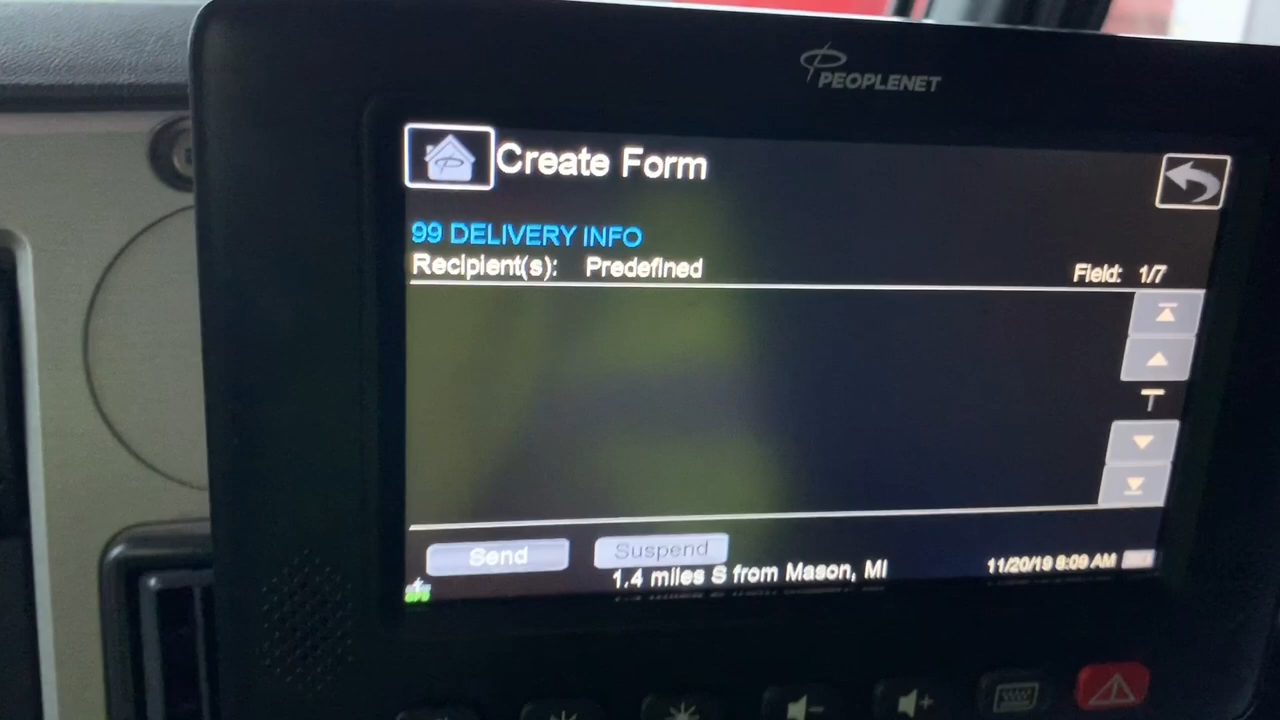 PEOPLENET
Create Form
99 DELIVERY INFO
Recipient(s): Predefined
Field: 1/7
Send
Suspend
1.4 miles S from Mason, MI
11/20/19 8:09 AM